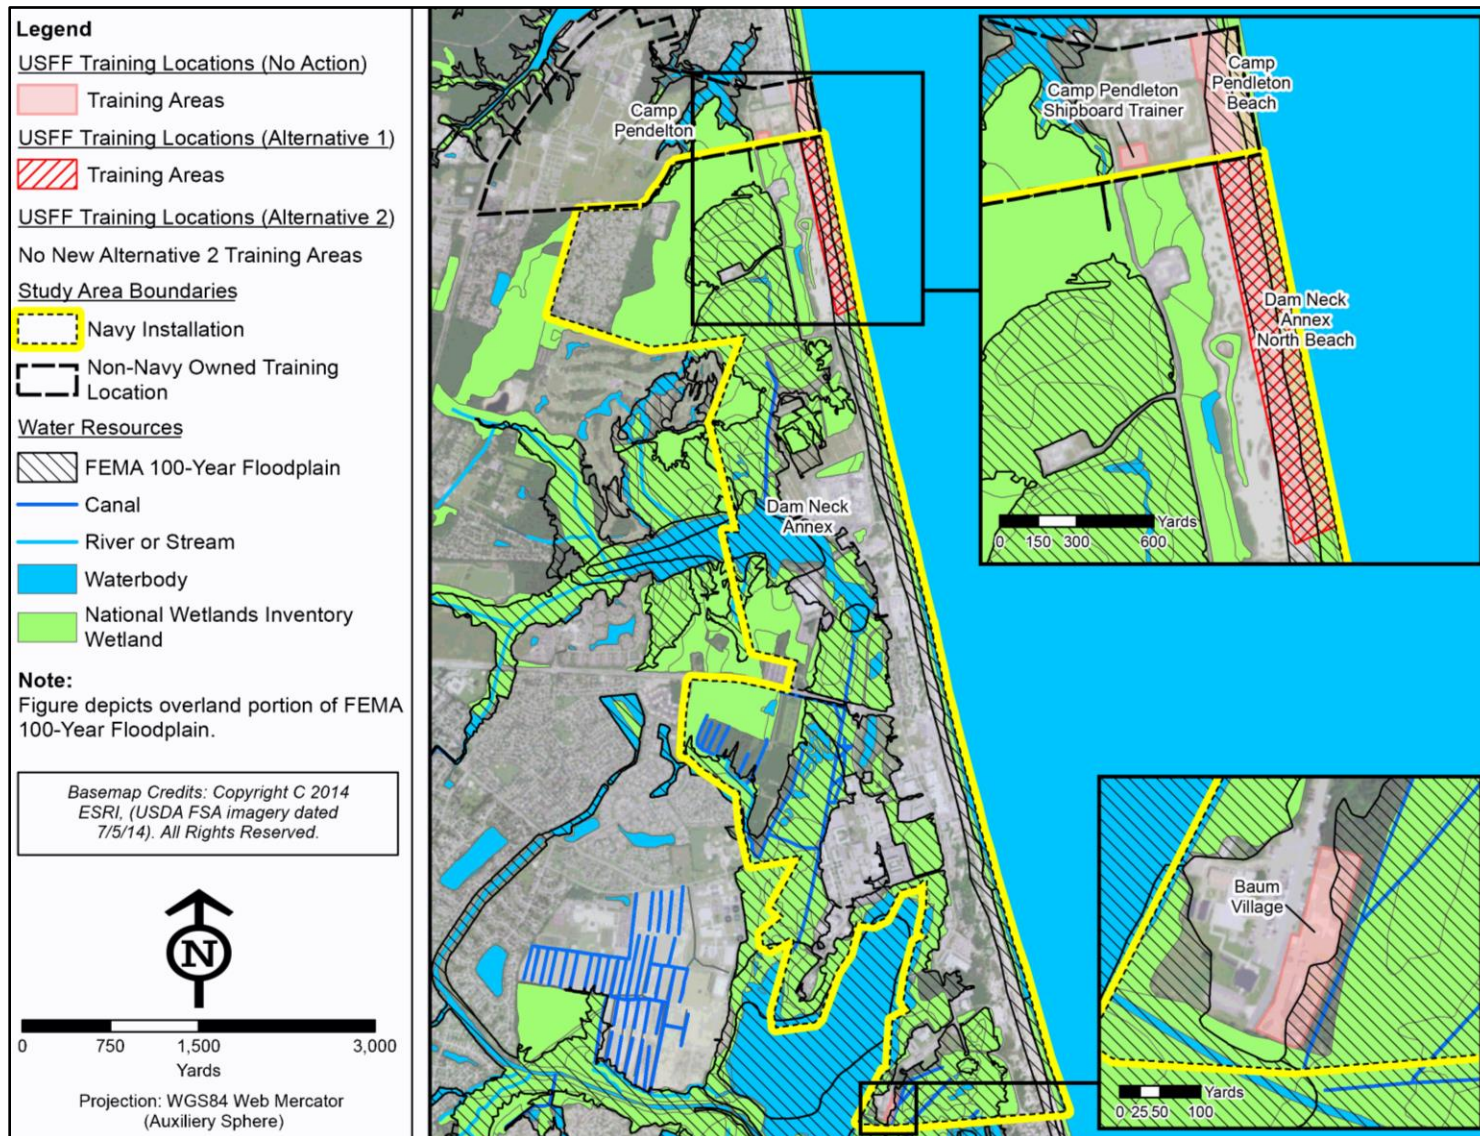 Legend
USFF Training Locations (No Action)
Training Areas
USFF Training Locations (Alternative 1)
Training Areas
USFF Training Locations (Alternative 2)
No New Alternative 2 Training Areas
Study Area Boundaries
Navy Installation
Non-Navy Owned Training
Location
Water Resources
FEMA 100-Year Floodplain
Canal
River or Stream
Waterbody
National Wetlands Inventory
Wetland
Note:
Figure depicts overland portion of FEMA
100-Year Floodplain.
Basemap Credits: Copyright C 2014
ESRI, (USDA FSA imagery dated
7/5/14). All Rights Reserved.
N
0 750 1,500 3,000
Yards
Projection: WGS84 Web Mercator
(Auxiliery Sphere)
Camp
Pendelton
Dam Neck
Annex
Camp Pendleton
Shipboard Trainer
Camp
Pendleton
Beach
Dam Neck
Annex
North Beach
Yards
0 150 300 600
Baum
Village
Yards
0 25 50 100